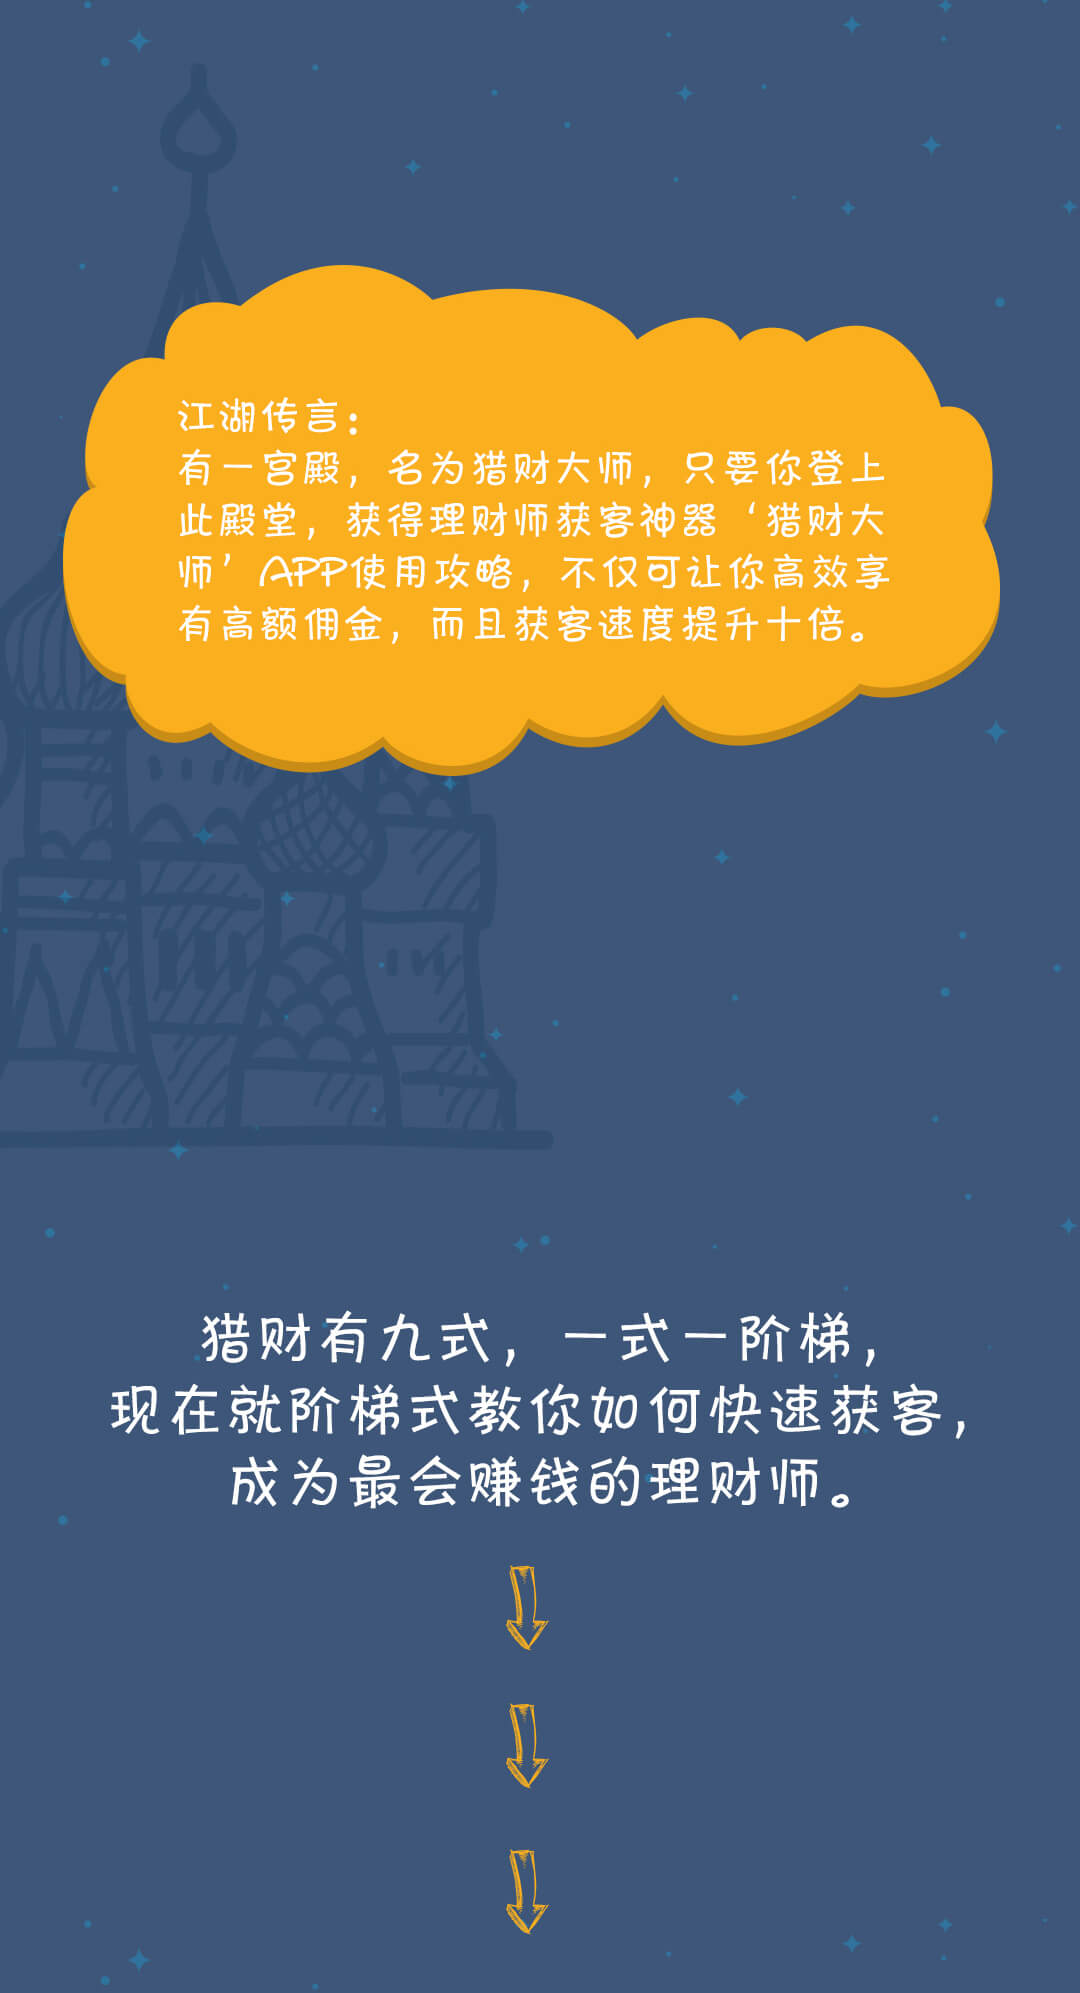 江湖传言：
有一宫殿，名为猎财大师，只要你登上
此殿堂，获得理财师获客神器‘猎财大
师’APP使用攻略，不仅可让你高效享
有高额佣金，而且获客速度提升十倍。
猎财有九式，一式一阶梯，
现在就阶梯式教你如何快速获客，
成为最会赚钱的理财师。